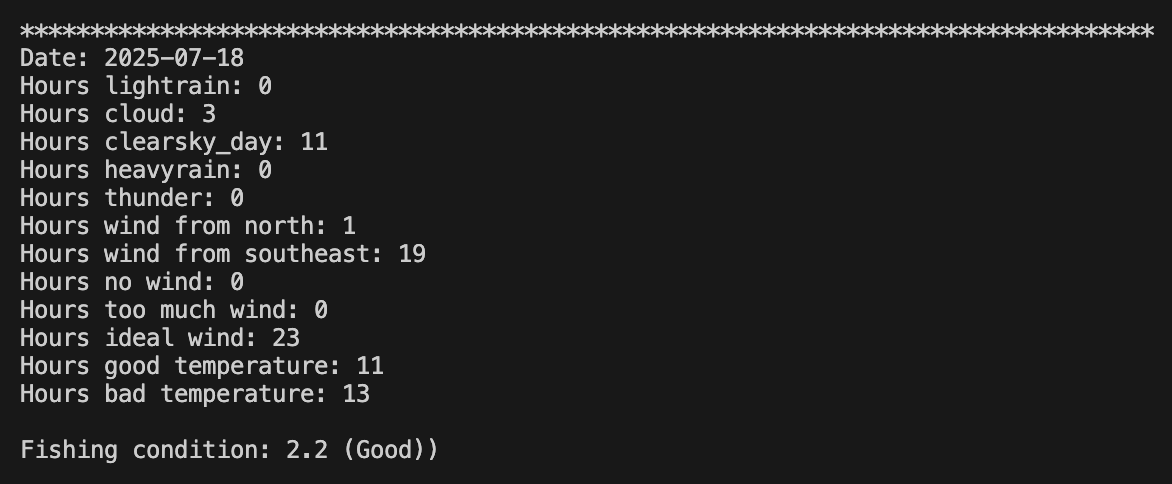 *********************************************************************************
Date: 2025-07-18
Hours lightrain: 0
Hours cloud: 3
Hours clearsky_day: 11
Hours heavyrain: 0
Hours thunder: 0
Hours wind from north: 1
Hours wind from southeast: 19
Hours no wind: 0
Hours too much wind: 0
Hours ideal wind: 23
Hours good temperature: 11
Hours bad temperature: 13
Fishing condition: 2.2 (Good))